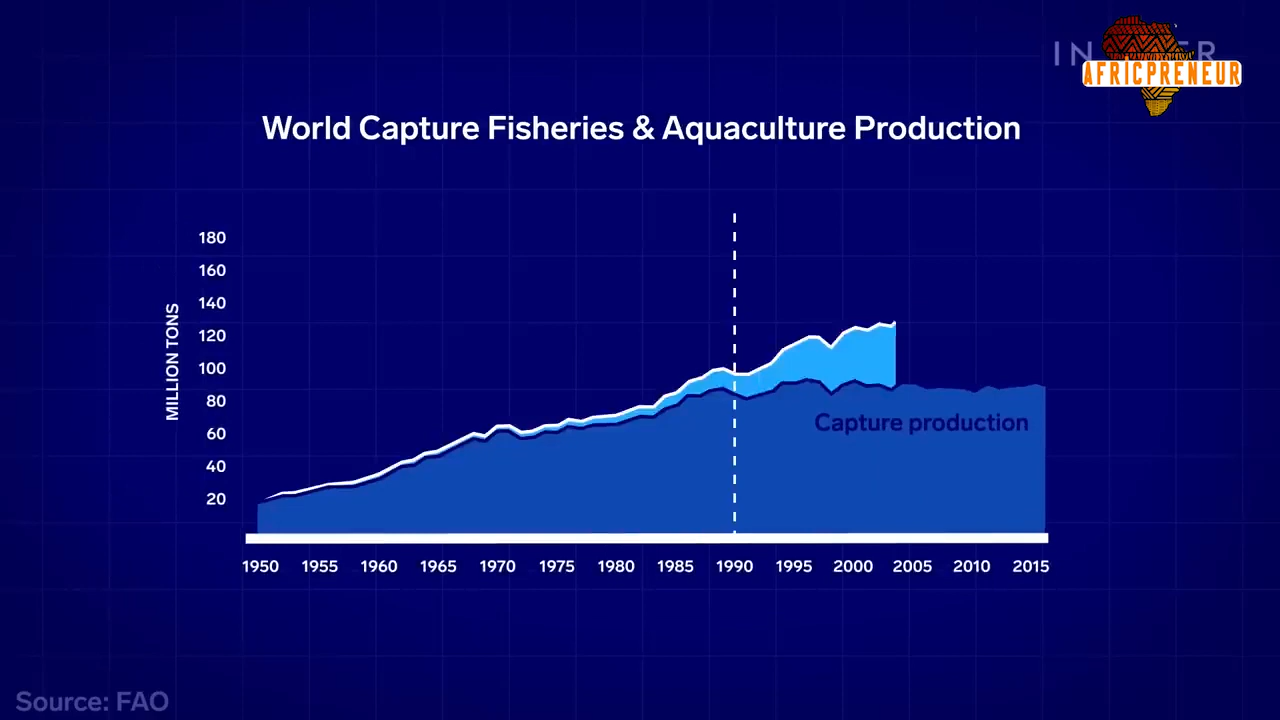 AFRICPRENEUR
World Capture Fisheries & Aquaculture Production
MILLION TONS
180
160
140
120
100
80
60
40
20
Capture production
1950 1955 1960 1965 1970 1975 1980 1985 1990 1995 2000 2005 2010 2015
Source: FAO